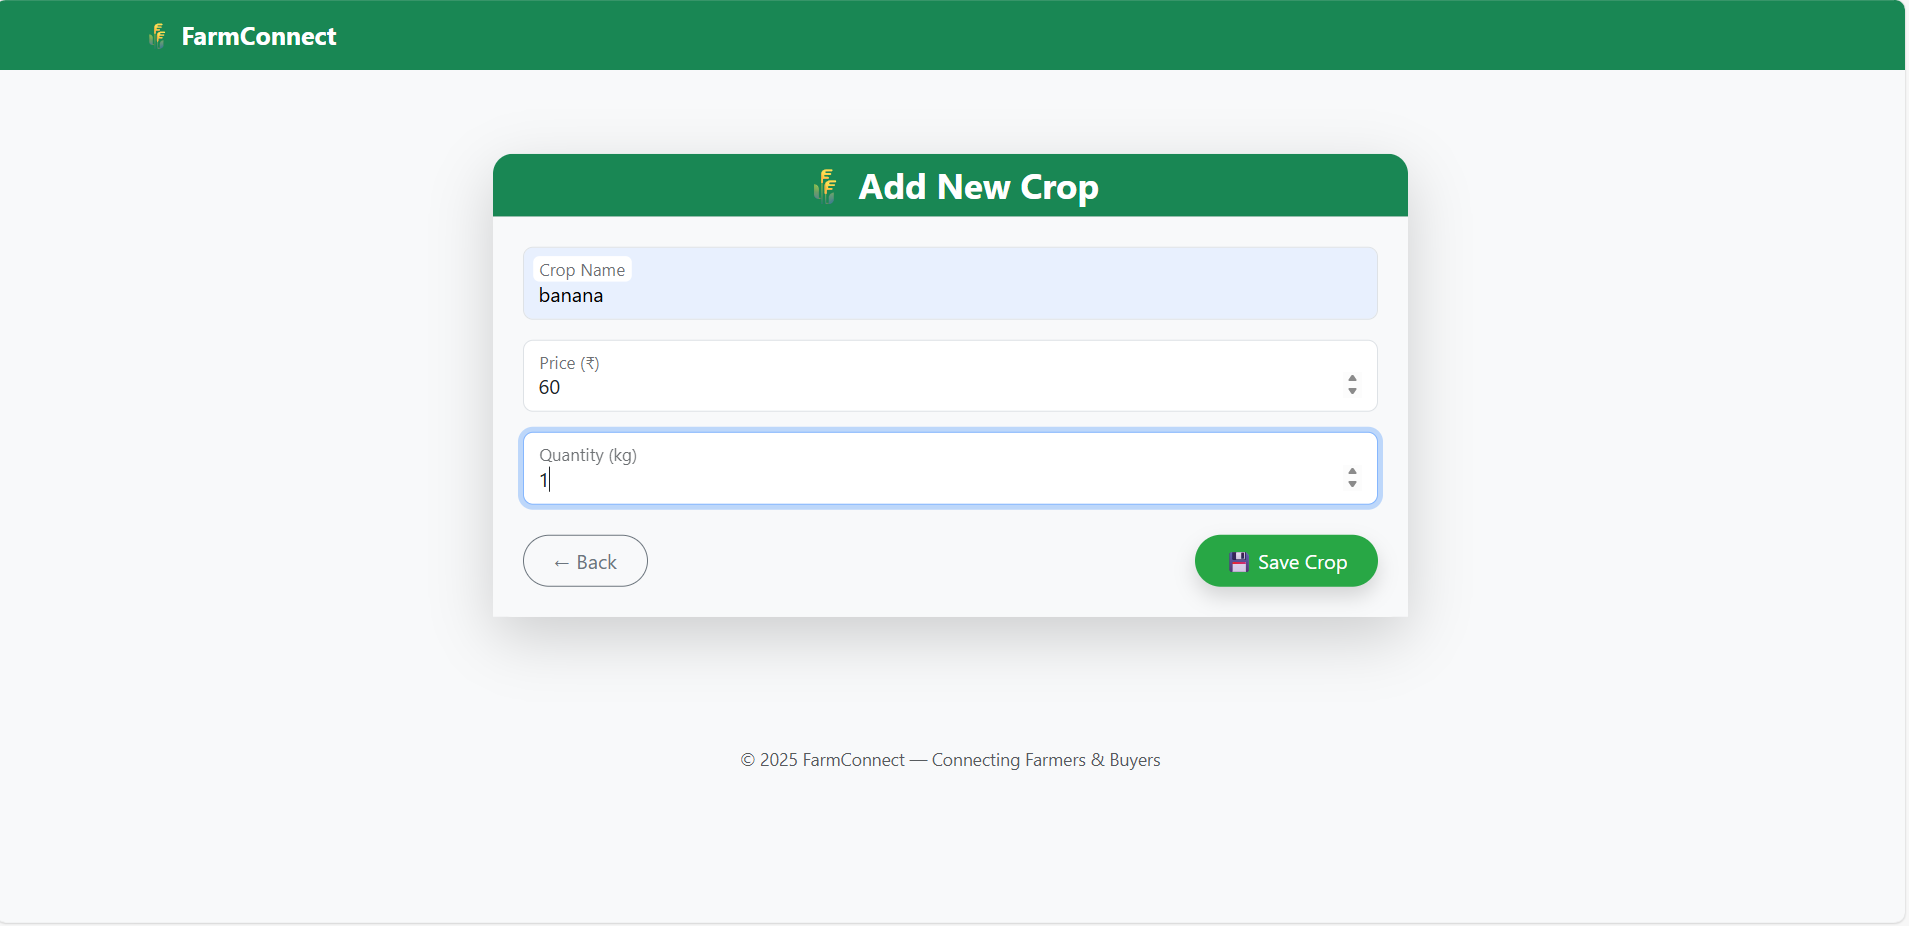 FarmConnect
Add New Crop
Crop Name
banana
Price (₹)
60
Quantity (kg)
1
← Back
Save Crop
© 2025 FarmConnect — Connecting Farmers & Buyers